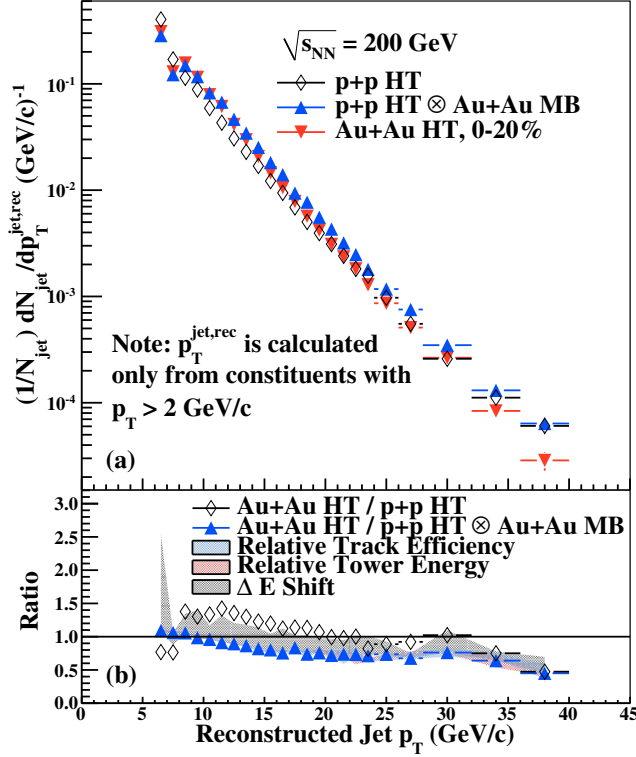 √s_NN = 200 GeV
p+p HT
p+p HT ⊗ Au+Au MB
Au+Au HT, 0-20%
(1/N_jet) dN_jet/dp_T^jet,rec (GeV/c)^-1
10^-1
10^-2
10^-3
10^-4
Note: p_T^jet,rec is calculated
only from constituents with
p_T > 2 GeV/c
(a)
Au+Au HT / p+p HT
Au+Au HT / p+p HT ⊗ Au+Au MB
Relative Track Efficiency
Relative Tower Energy
Δ E Shift
Ratio
3.0
2.5
2.0
1.5
1.0
0.5
0.0
(b)
0 5 10 15 20 25 30 35 40 45
Reconstructed Jet p_T (GeV/c)